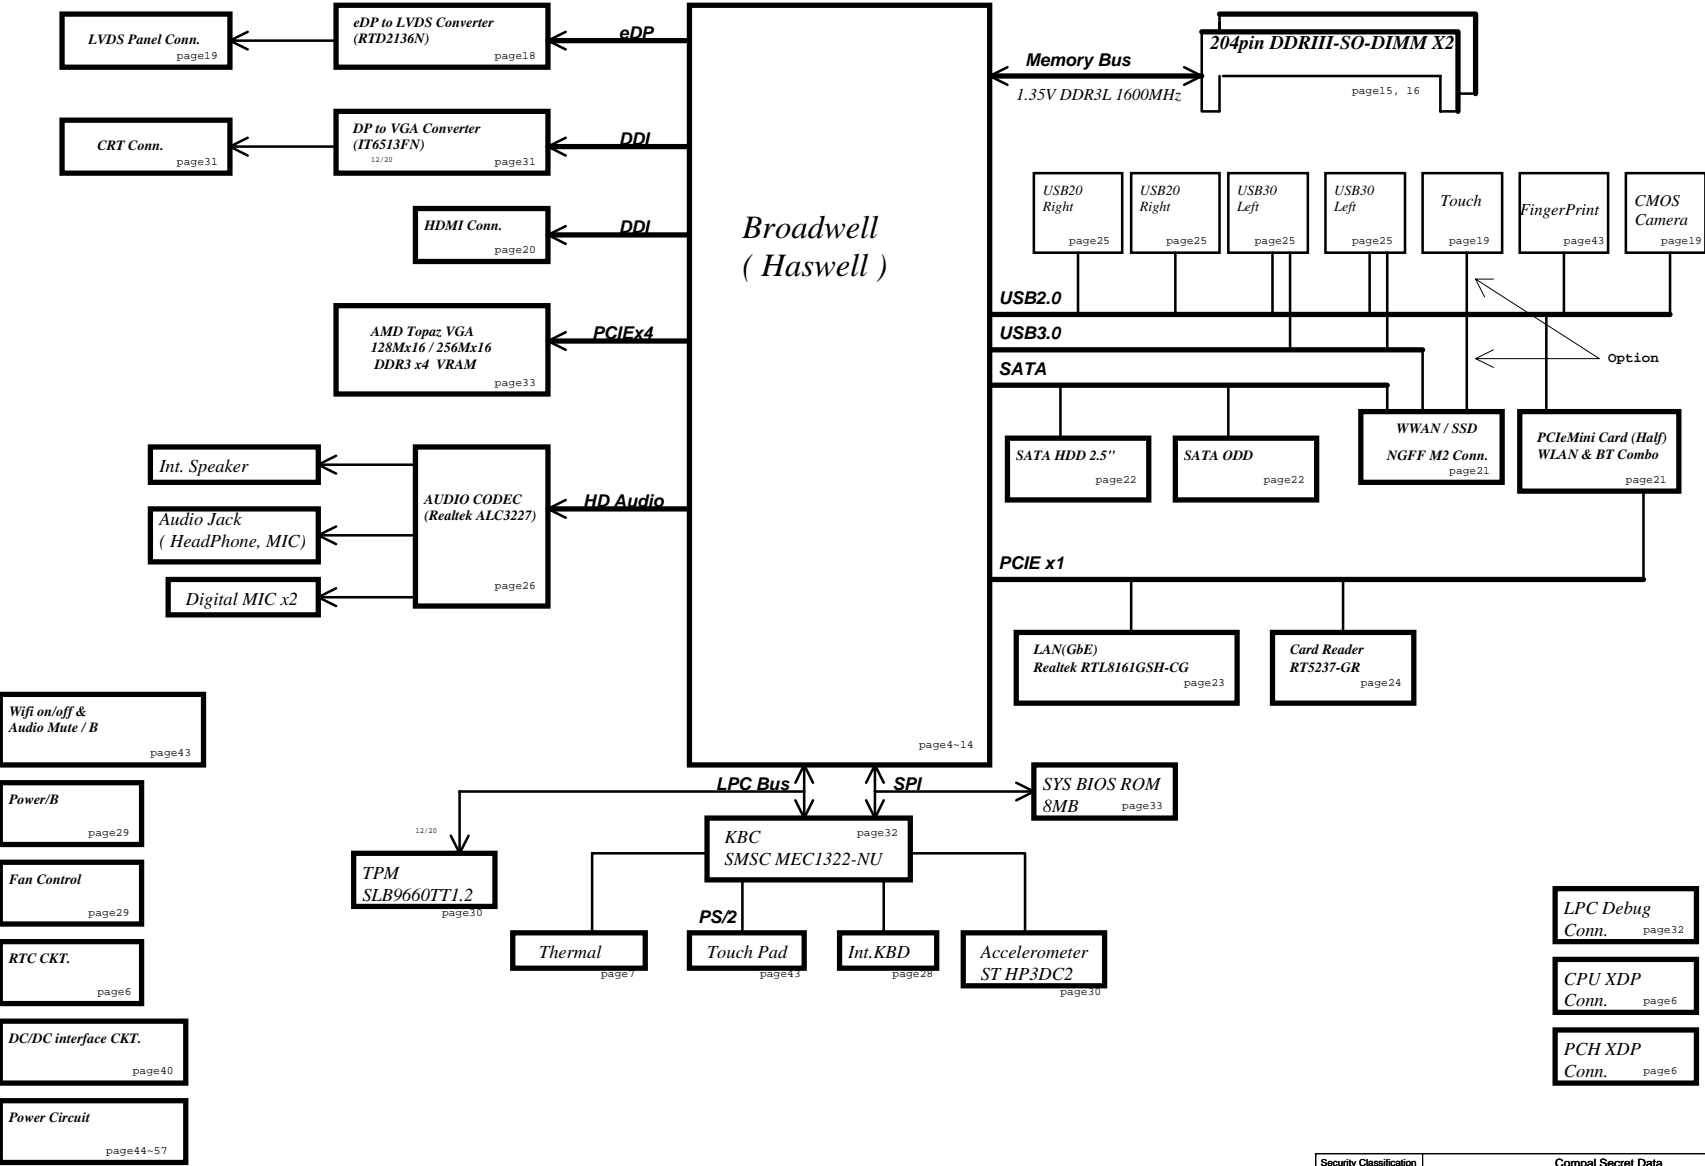 LVDS Panel Conn.
page19
eDP to LVDS Converter
(RTD2136N)
page18
eDP
CRT Conn.
page31
DP to VGA Converter
(IT6513FN)
12/20
page31
DDI
HDMI Conn.
page20
DDI
AMD Topaz VGA
128Mx16 / 256Mx16
DDR3 x4 VRAM
page33
PCIEx4
Int. Speaker
Audio Jack
( HeadPhone, MIC)
Digital MIC x2
AUDIO CODEC
(Realtek ALC3227)
page26
HD Audio
Broadwell
( Haswell )
page4~14
Memory Bus
1.35V DDR3L 1600MHz
204pin DDRIII-SO-DIMM X2
page15, 16
USB20
Right
page25
USB20
Right
page25
USB30
Left
page25
USB30
Left
page25
Touch
page19
FingerPrint
page43
CMOS
Camera
page19
USB2.0
USB3.0
SATA
Option
SATA HDD 2.5"
page22
SATA ODD
page22
WWAN / SSD
NGFF M2 Conn.
page21
PCIeMini Card (Half)
WLAN & BT Combo
page21
PCIE x1
LAN(GbE)
Realtek RTL8161GSH-CG
page23
Card Reader
RT5237-GR
page24
Wifi on/off &
Audio Mute / B
page43
Power/B
page29
Fan Control
page29
RTC CKT.
page6
DC/DC interface CKT.
page40
Power Circuit
page44~57
LPC Bus
SPI
SYS BIOS ROM
8MB
page33
12/20
TPM
SLB9660TT1.2
page30
KBC
page32
SMSC MEC1322-NU
PS/2
Thermal
page7
Touch Pad
page43
Int.KBD
page28
Accelerometer
ST HP3DC2
page30
LPC Debug
Conn.
page32
CPU XDP
Conn.
page6
PCH XDP
Conn.
page6
Security Classification
Compal Secret Data